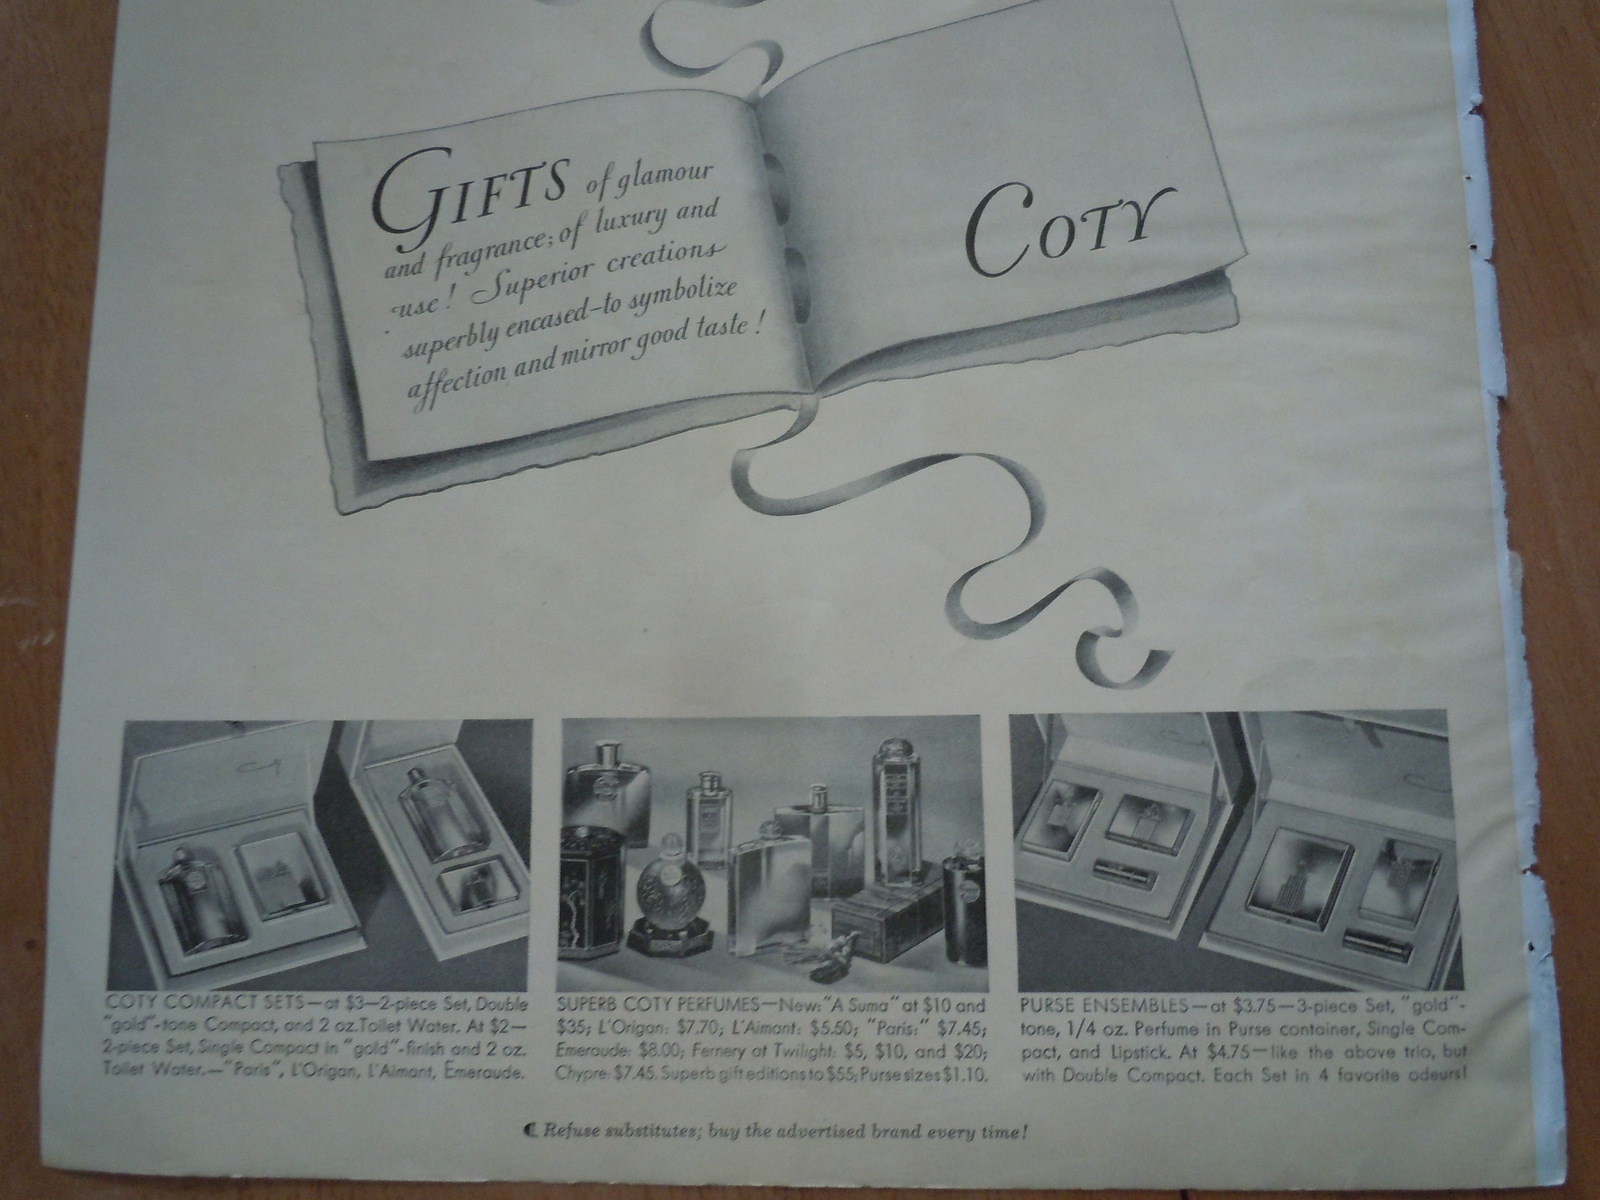 GIFTS of glamour
and fragrance; of luxury and
use! Superior creations
superbly encased—to symbolize
affection and mirror good taste!
COTY
COTY COMPACT SETS—at $3—2-piece Set, Double
"gold"-tone Compact, and 2 oz. Toilet Water. At $2—
2-piece Set, Single Compact in "gold"-finish and 2 oz.
Toilet Water.—"Paris", L'Origan, L'Aimant, Emeraude.
SUPERB COTY PERFUMES—New: "A Suma" at $10 and
$35; L'Origan: $7.70; L'Aimant: $5.50; "Paris:" $7.45;
Emeraude: $8.00; Fernery at Twilight: $5, $10, and $20;
Chypre: $7.45. Superb gift editions to $55; Purse sizes $1.10.
PURSE ENSEMBLES—at $3.75—3-piece Set, "gold"-
tone, 1/4 oz. Perfume in Purse container, Single Com-
pact, and Lipstick. At $4.75—like the above trio, but
with Double Compact. Each Set in 4 favorite odeurs!
Refuse substitutes; buy the advertised brand every time!